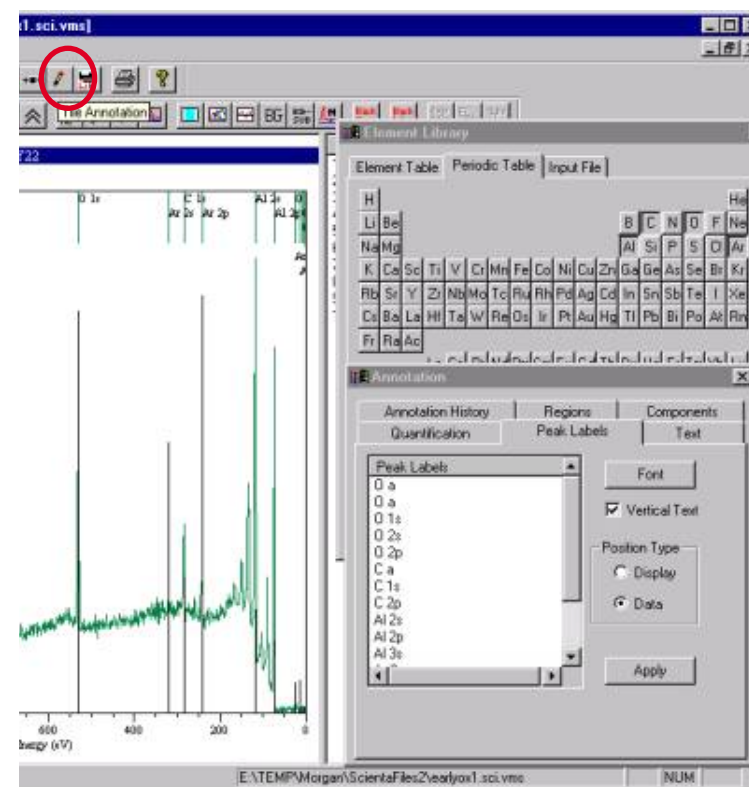 1.sci.vms]
Tile Annotation
BG
722
O 1s C 1s Al 2s O
Ar 2s Ar 2p Al 2p
600 400 200 0
nergy (eV)
Element Library
Element Table Periodic Table Input File
H He
Li Be B C N O F Ne
Na Mg Al Si P S Cl Ar
K Ca Sc Ti V Cr Mn Fe Co Ni Cu Zn Ga Ge As Se Br Kr
Rb Sr Y Zr Nb Mo Tc Ru Rh Pd Ag Cd In Sn Sb Te I Xe
Cs Ba La Hf Ta W Re Os Ir Pt Au Hg Tl Pb Bi Po At Rn
Fr Ra Ac
Annotation
Annotation History Regions Components
Quantification Peak Labels Text
Peak Labels
O a
O a
O 1s
O 2s
O 2p
C a
C 1s
C 2p
Al 2s
Al 2p
Al 3s
Font
Vertical Text
Position Type
Display
Data
Apply
E:\TEMP\Morgan\ScientaFiles2\earlyox1.sci.vms NUM